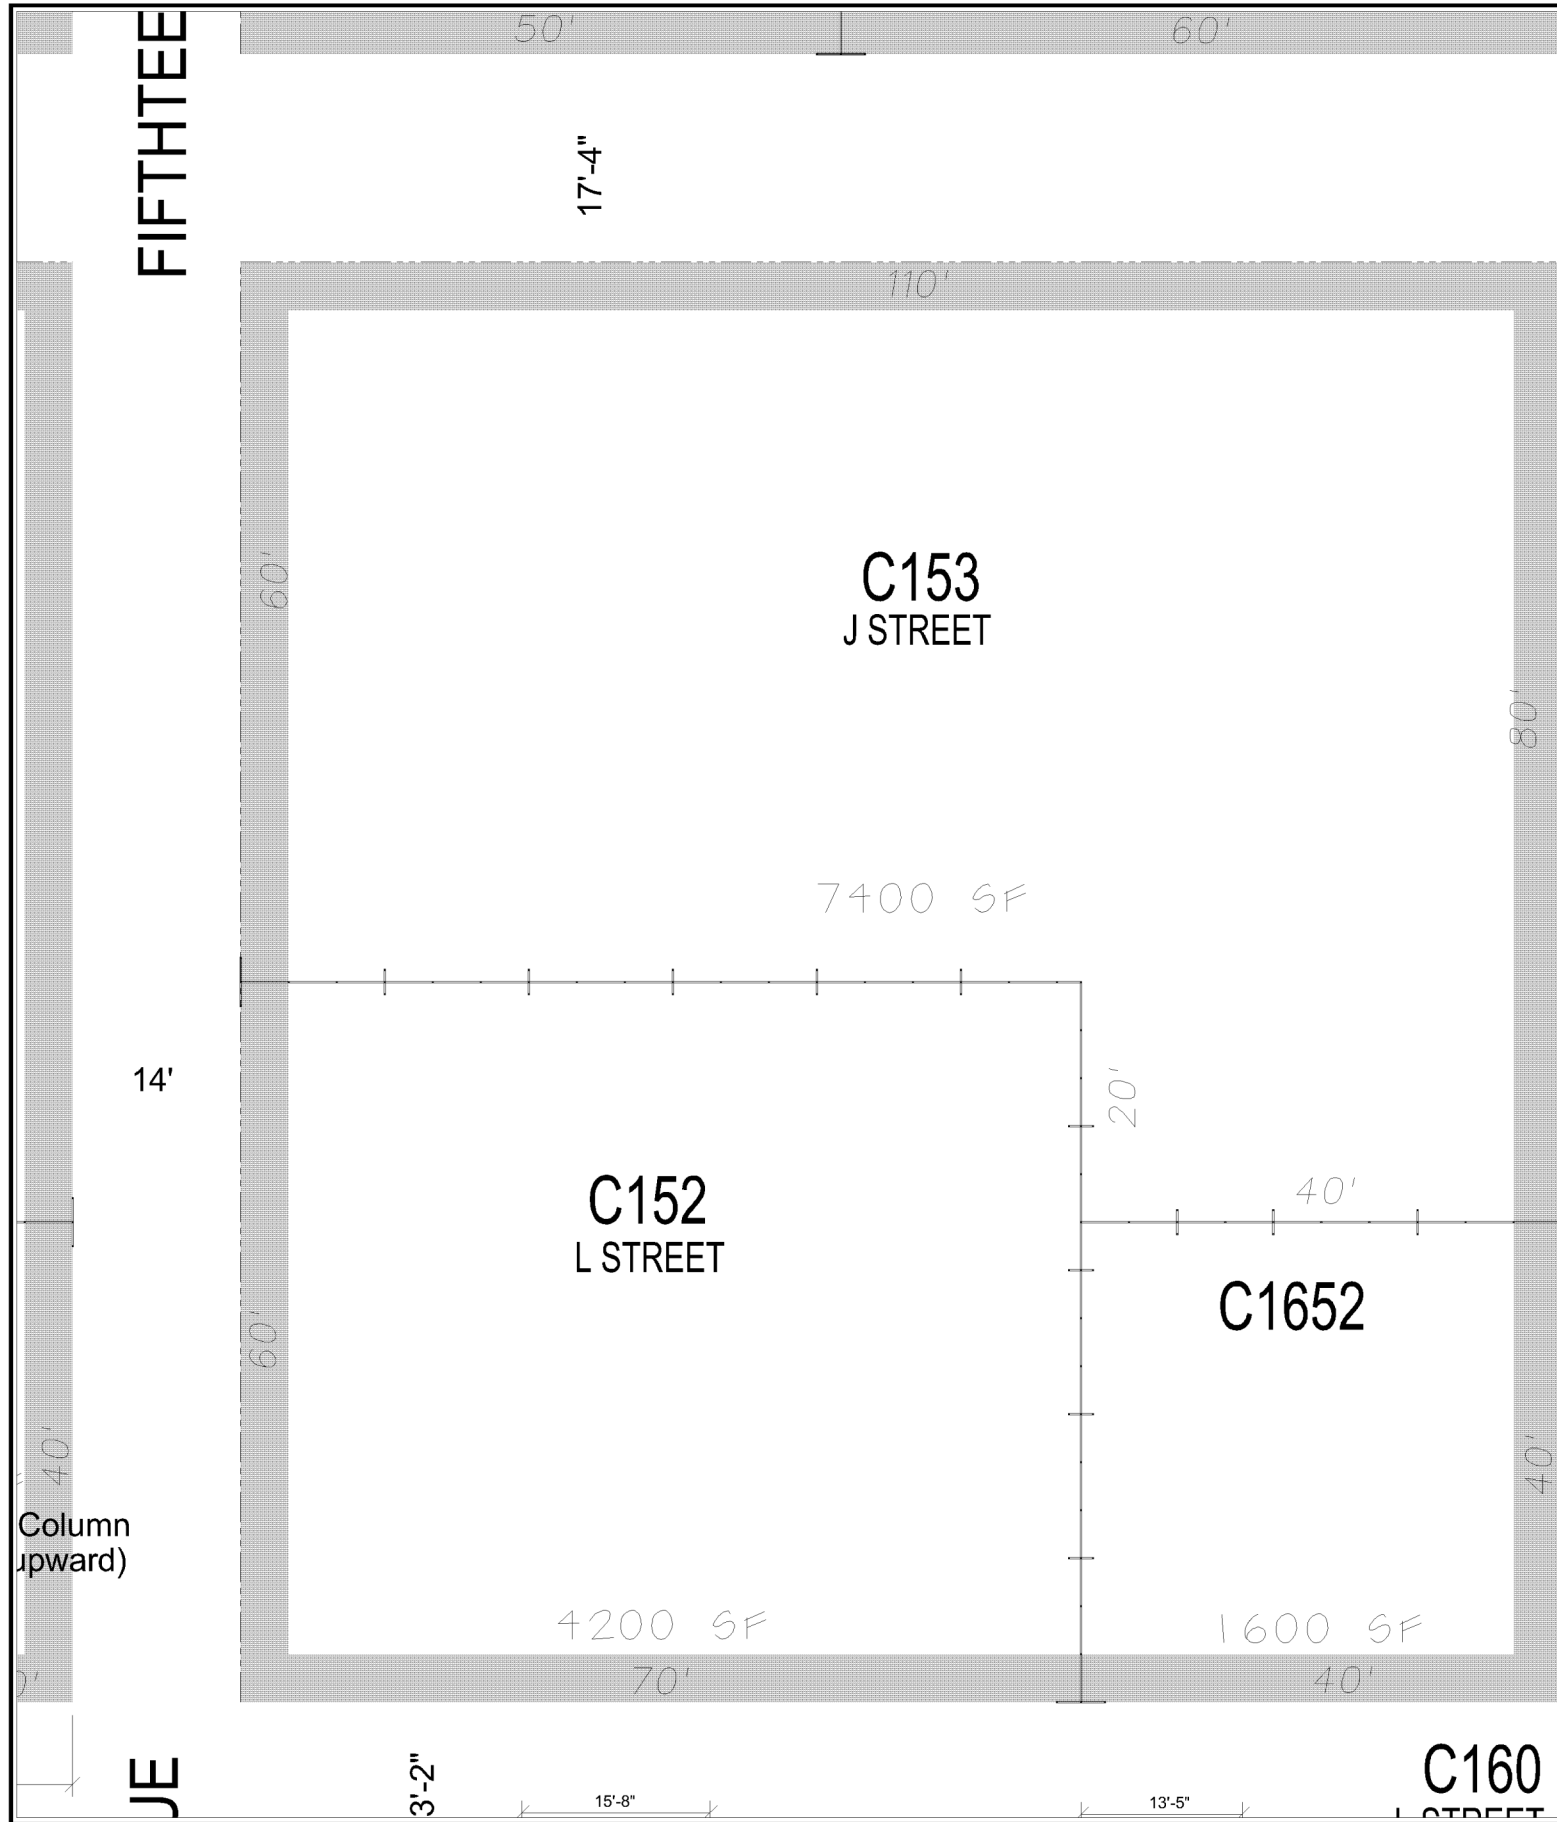 50'
60'
FIFTHTEE
17'-4"
110'
60'
C153
J STREET
80'
7400 SF
14'
20'
C152
L STREET
40'
C1652
60'
40'
40'
Column
upward)
4200 SF
1600 SF
70'
40'
C160
3'-2"
15'-8"
13'-5"
L STREET